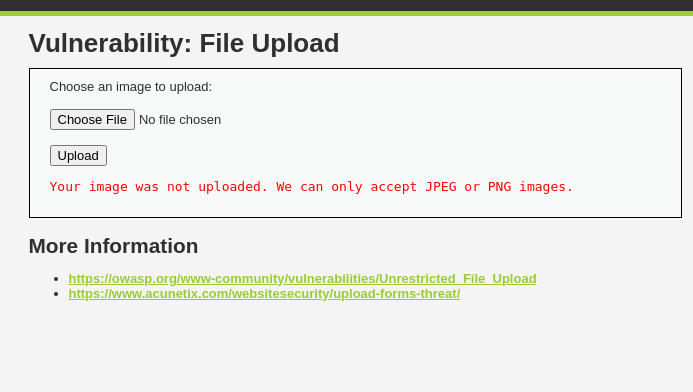 Vulnerability: File Upload
Choose an image to upload:
Choose File No file chosen
Upload
Your image was not uploaded. We can only accept JPEG or PNG images.
More Information
https://owasp.org/www-community/vulnerabilities/Unrestricted_File_Upload
https://www.acunetix.com/websitesecurity/upload-forms-threat/